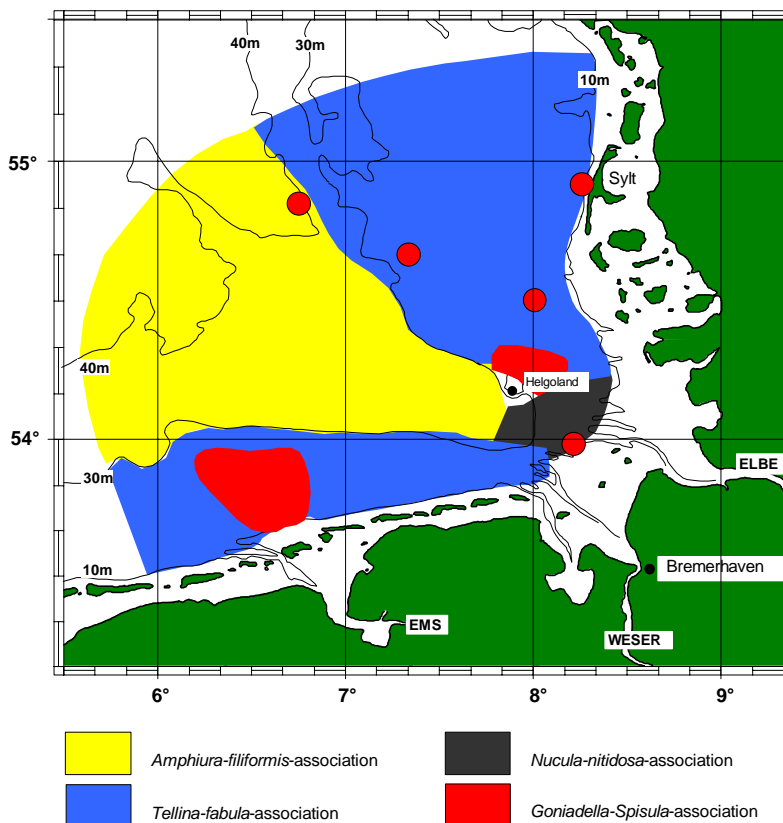 40m
30m
10m
55°
Sylt
Helgoland
40m
54°
ELBE
30m
Bremerhaven
10m
EMS
WESER
6°
7°
8°
9°
Amphiura-filiformis-association
Nucula-nitidosa-association
Tellina-fabula-association
Goniadella-Spisula-association